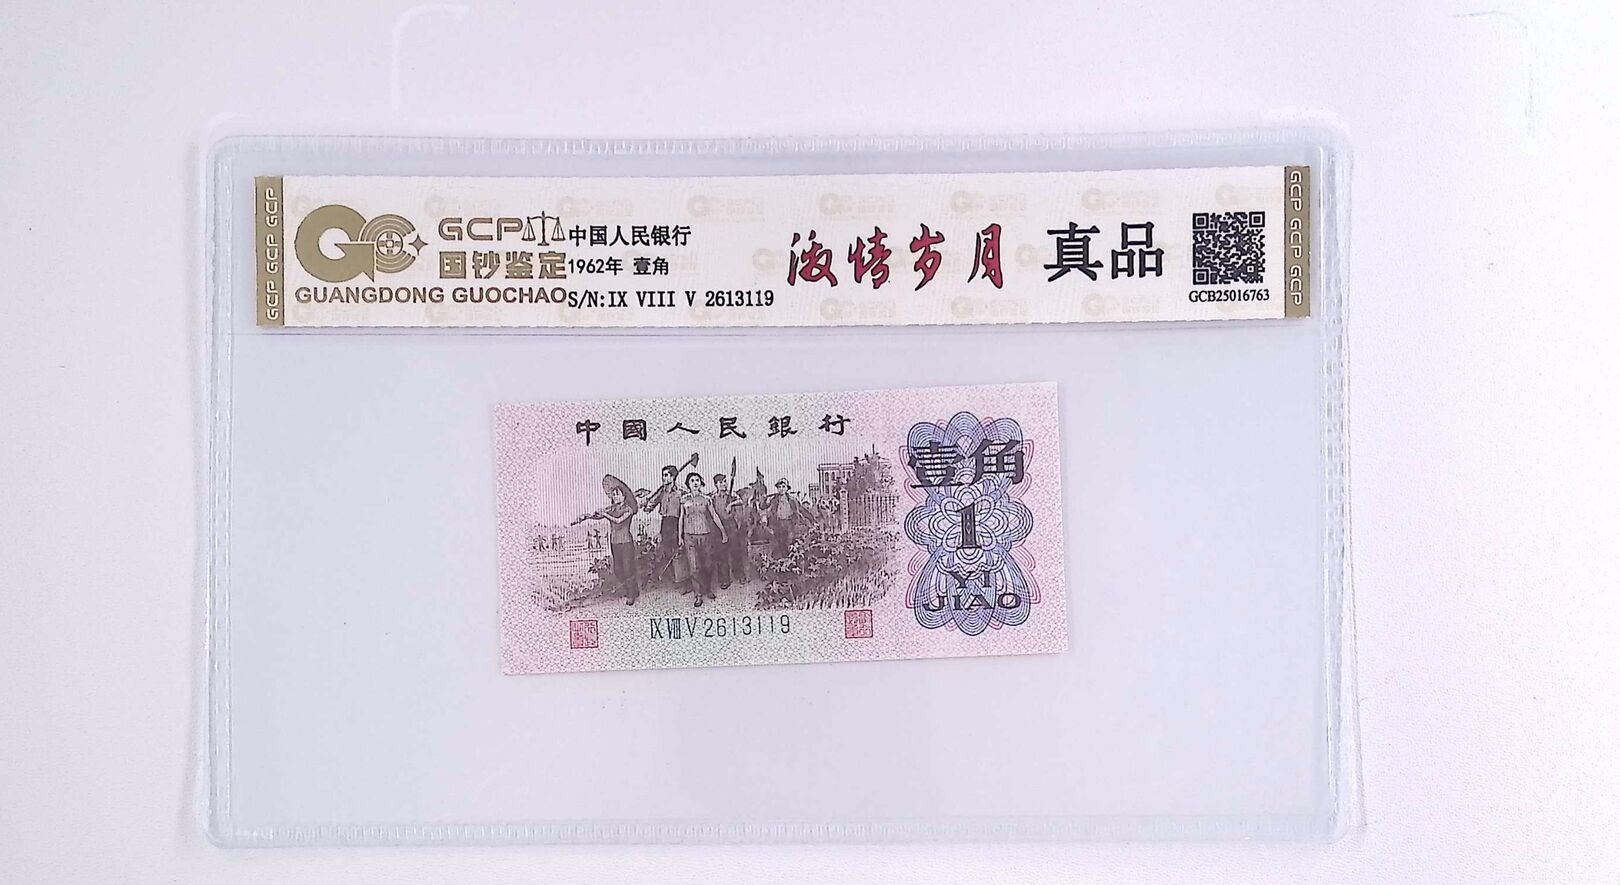 GCP GCP GCP
GCP
国钞鉴定
GUANGDONG GUOCHAO
中国人民银行
1962年 壹角
S/N:IX VIII V 2613119
激情岁月
真品
GCB25016763
GCP GCP GCP
中國人民銀行
壹角
1
YI
JIAO
IX VIII V 2613119